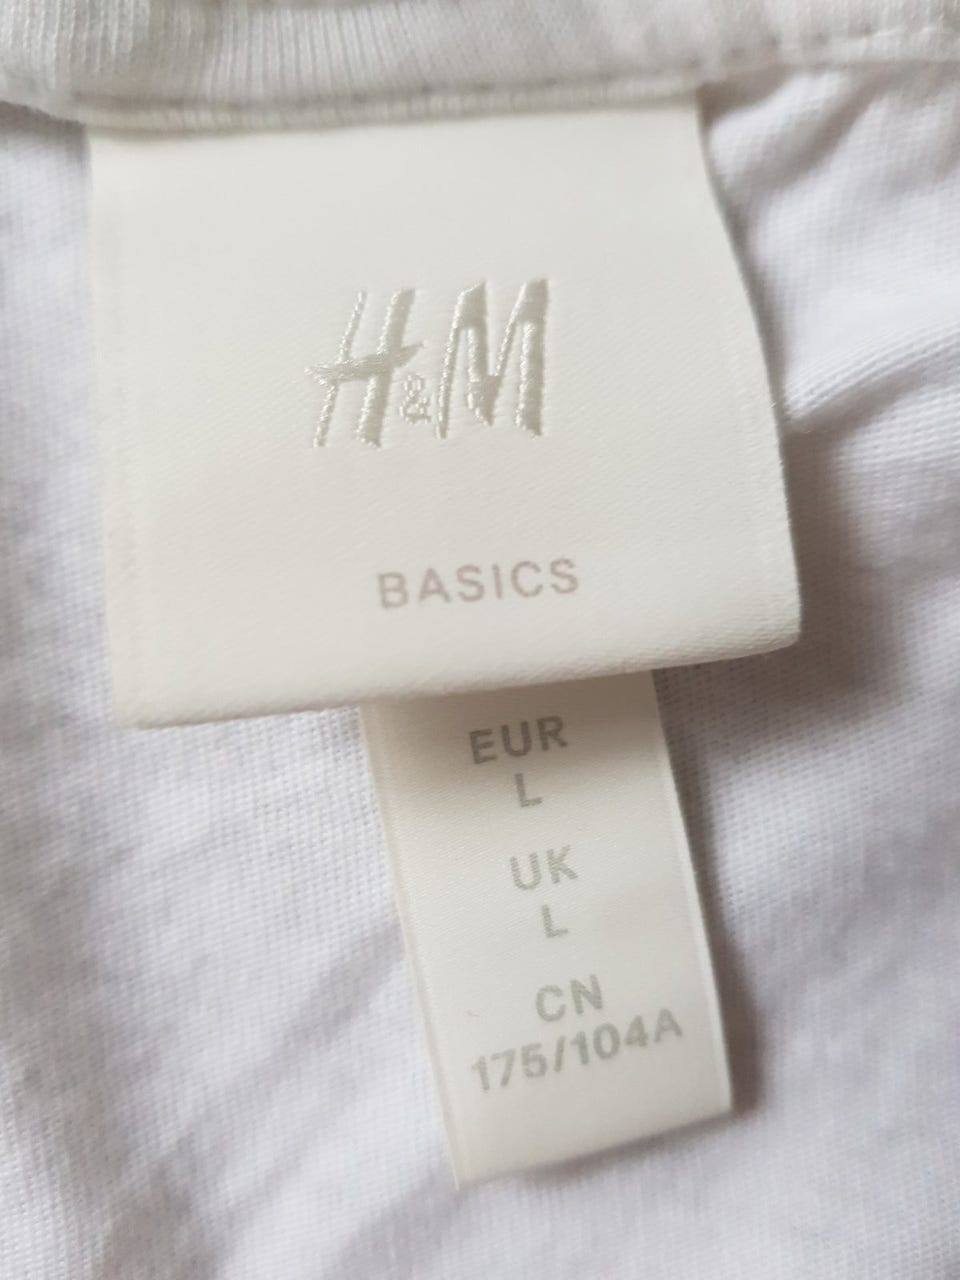 H&M
BASICS
EUR
L
UK
L
CN
175/104A